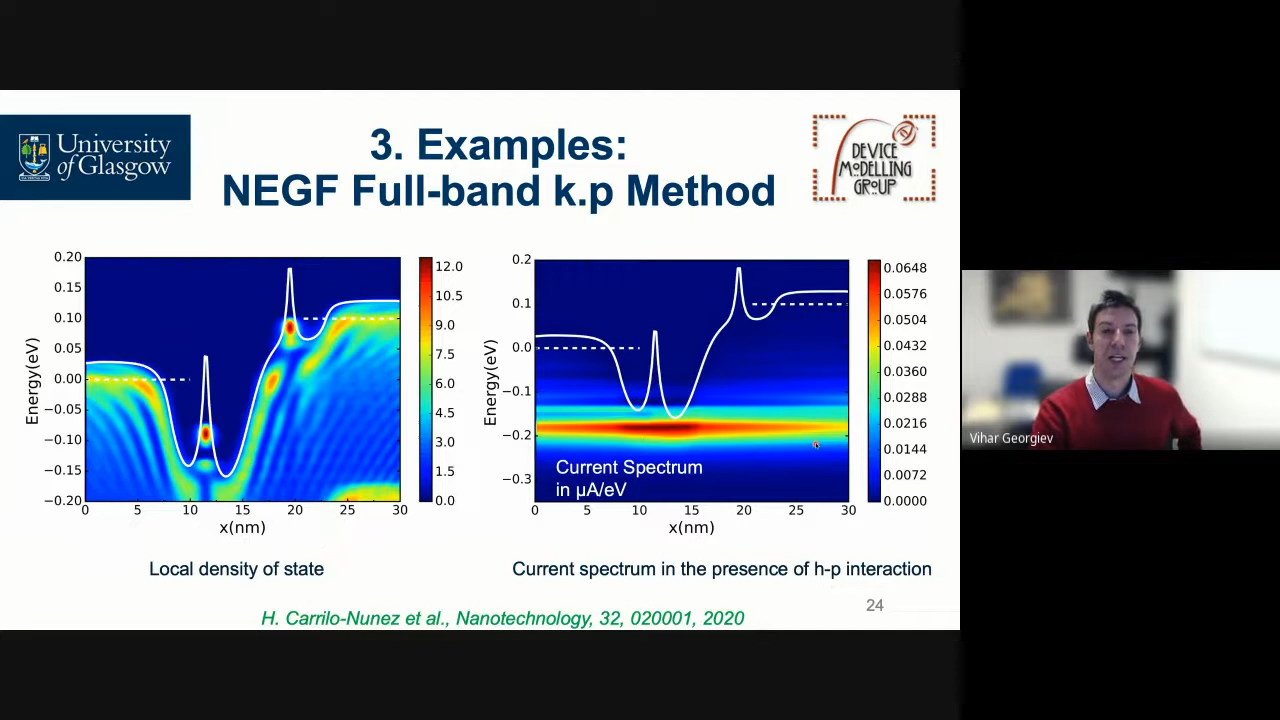 University
of Glasgow
3. Examples:
NEGF Full-band k.p Method
DEVICE
MODELLING
GROUP
0.20
0.15
0.10
0.05
0.00
−0.05
−0.10
−0.15
−0.20
Energy(eV)
0 5 10 15 20 25 30
x(nm)
12.0
10.5
9.0
7.5
6.0
4.5
3.0
1.5
0.0
0.2
0.1
0.0
−0.1
−0.2
−0.3
Energy(eV)
Current Spectrum
in μA/eV
0 5 10 15 20 25 30
x(nm)
0.0648
0.0576
0.0504
0.0432
0.0360
0.0288
0.0216
0.0144
0.0072
0.0000
Local density of state
Current spectrum in the presence of h-p interaction
24
H. Carrilo-Nunez et al., Nanotechnology, 32, 020001, 2020
Vihar Georgiev